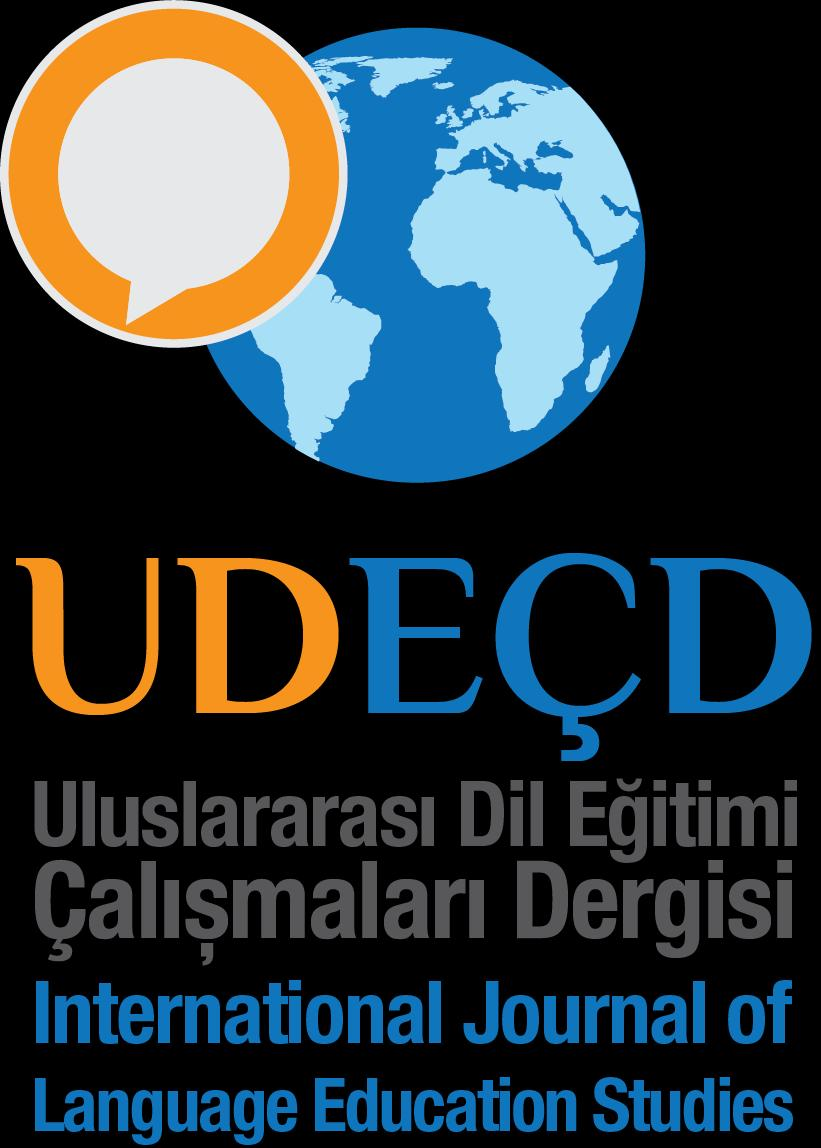 UDEÇD
Uluslararası Dil Eğitimi
Çalışmaları Dergisi
International Journal of
Language Education Studies